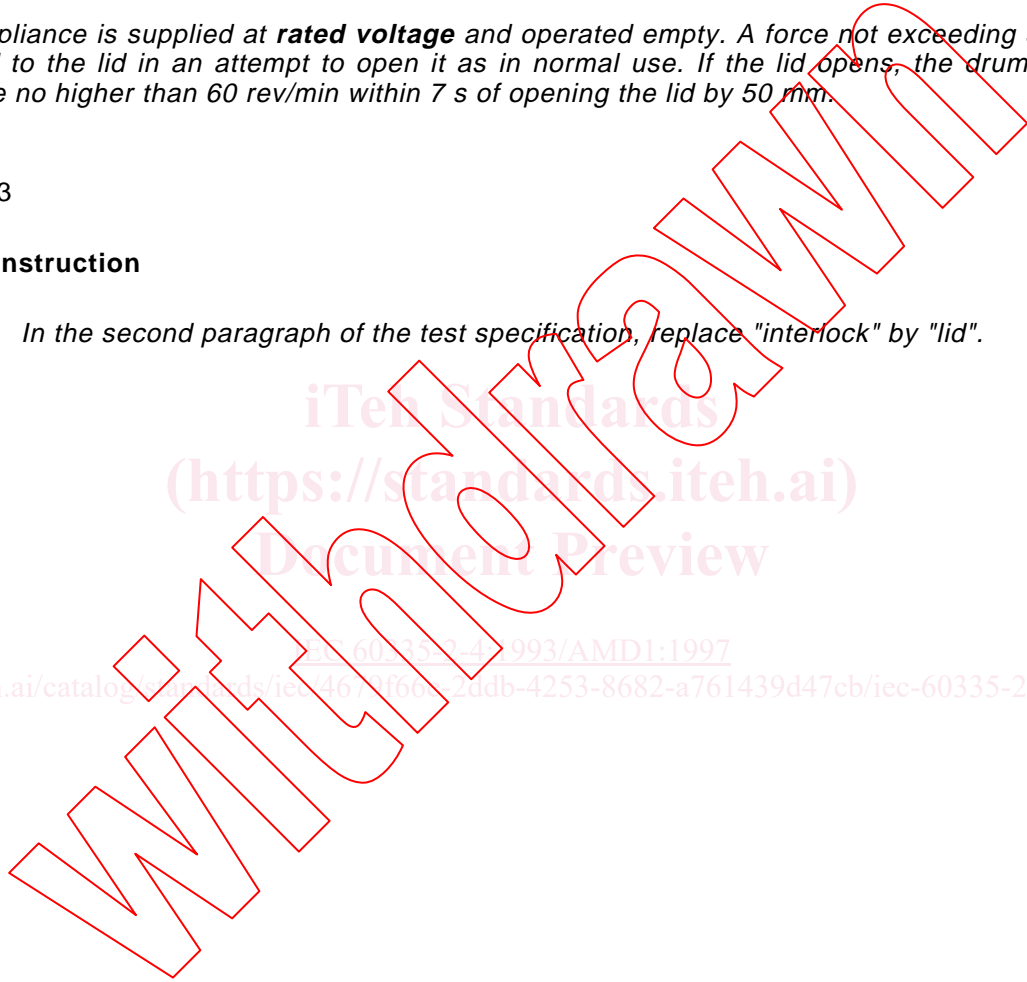 pliance is supplied at rated voltage and operated empty. A force not exceeding
to the lid in an attempt to open it as in normal use. If the lid opens, the drum
no higher than 60 rev/min within 7 s of opening the lid by 50 mm.
3
nstruction
In the second paragraph of the test specification, replace "interlock" by "lid".
iTeh Standards
(https://standards.iteh.ai)
Document Preview
IEC 60335-2-4:1993/AMD1:1997
.ai/catalog/standards/iec/4679f66c-2ddb-4253-8682-a761439d47cb/iec-60335-2
withdrawn